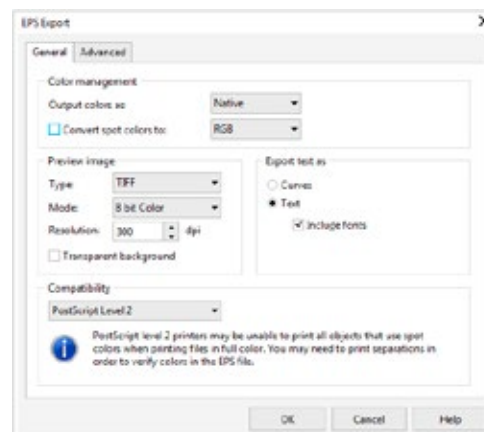 EPS Export
General Advanced
Color management
Output colors as Native
Convert spot colors to: RGB
Preview image
Type TIFF
Mode: 8 bit Color
Resolution: 300 dpi
Transparent background
Export text as
Curves
Text
Include fonts
Compatibility
PostScript Level 2
PostScript level 2 printers may be unable to print all objects that use spot
colors when printing files in full color. You may need to print separations in
order to verify colors in the EPS file.
OK Cancel Help